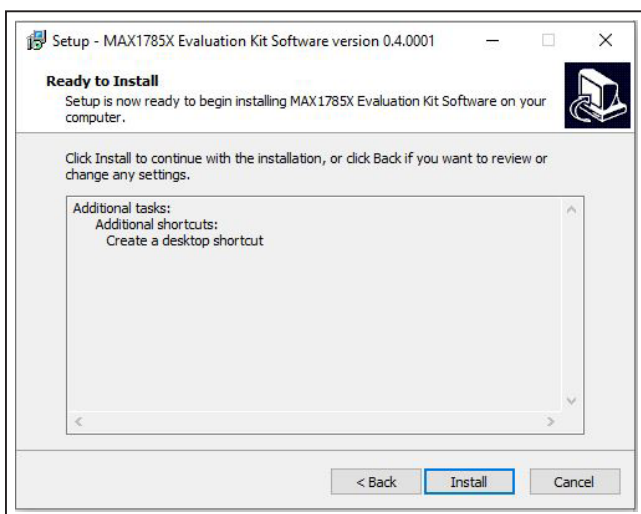 Setup - MAX1785X Evaluation Kit Software version 0.4.0001
Ready to Install
Setup is now ready to begin installing MAX1785X Evaluation Kit Software on your
computer.
Click Install to continue with the installation, or click Back if you want to review or
change any settings.
Additional tasks:
Additional shortcuts:
Create a desktop shortcut
< Back Install Cancel